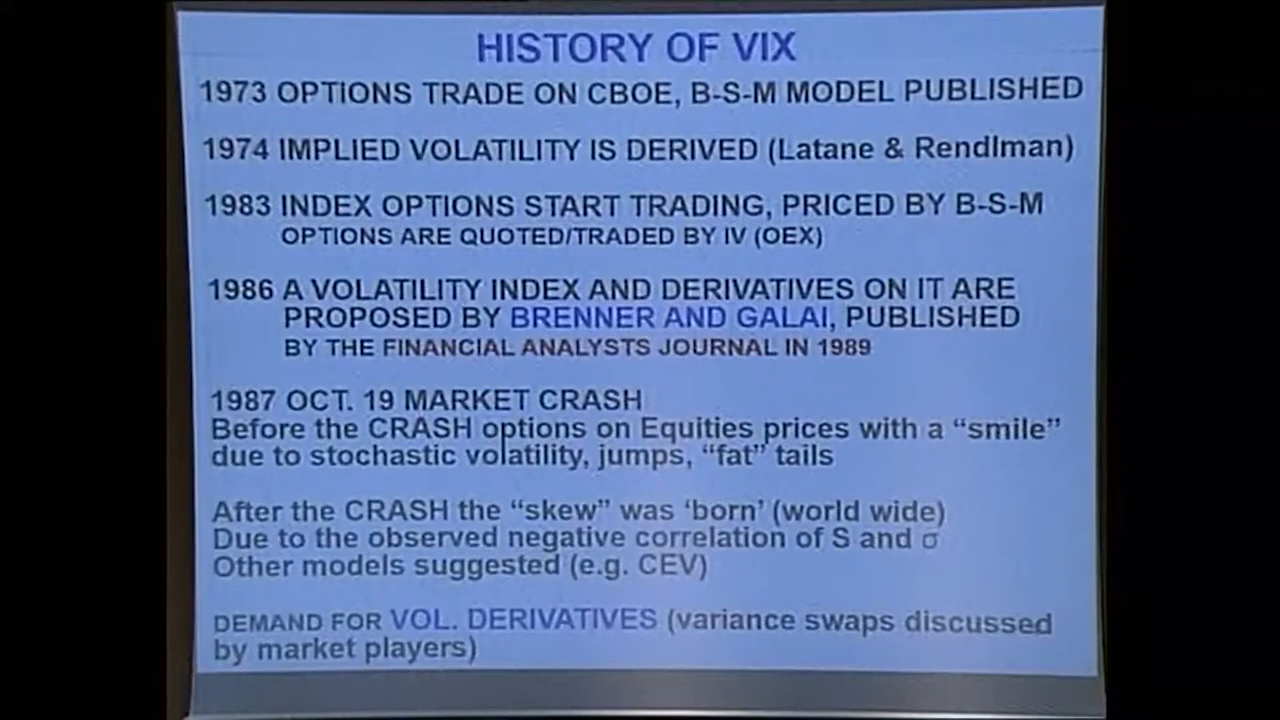 HISTORY OF VIX
1973 OPTIONS TRADE ON CBOE, B-S-M MODEL PUBLISHED
1974 IMPLIED VOLATILITY IS DERIVED (Latane & Rendlman)
1983 INDEX OPTIONS START TRADING, PRICED BY B-S-M
OPTIONS ARE QUOTED/TRADED BY IV (OEX)
1986 A VOLATILITY INDEX AND DERIVATIVES ON IT ARE
PROPOSED BY BRENNER AND GALAI, PUBLISHED
BY THE FINANCIAL ANALYSTS JOURNAL IN 1989
1987 OCT. 19 MARKET CRASH
Before the CRASH options on Equities prices with a “smile”
due to stochastic volatility, jumps, “fat” tails
After the CRASH the “skew” was ‘born’ (world wide)
Due to the observed negative correlation of S and σ
Other models suggested (e.g. CEV)
DEMAND FOR VOL. DERIVATIVES (variance swaps discussed
by market players)